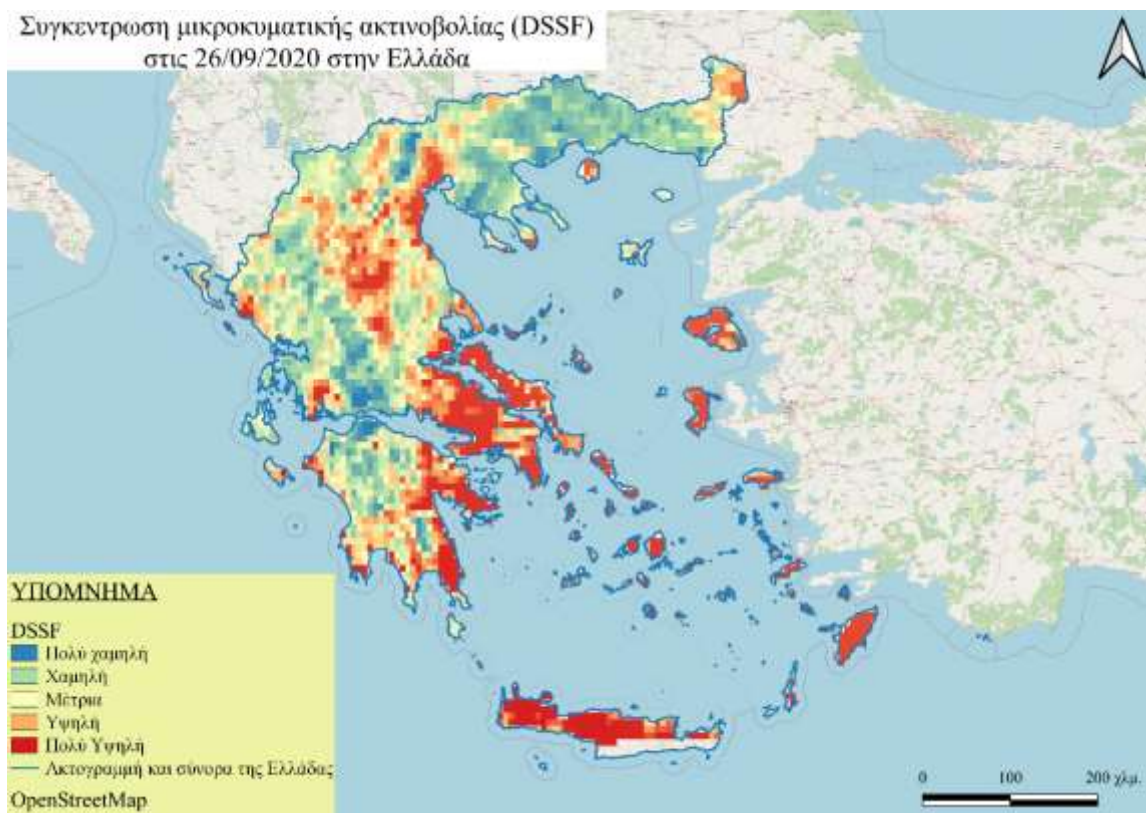 Συγκεντρωση μικροκυματικής ακτινοβολίας (DSSF)
στις 26/09/2020 στην Ελλάδα
ΥΠΟΜΝΗΜΑ
DSSF
Πολύ χαμηλή
Χαμηλή
Μέτρια
Υψηλή
Πολύ Υψηλή
Ακτογραμμή και σύνορα της Ελλάδας
OpenStreetMap
0 100 200 χλμ.